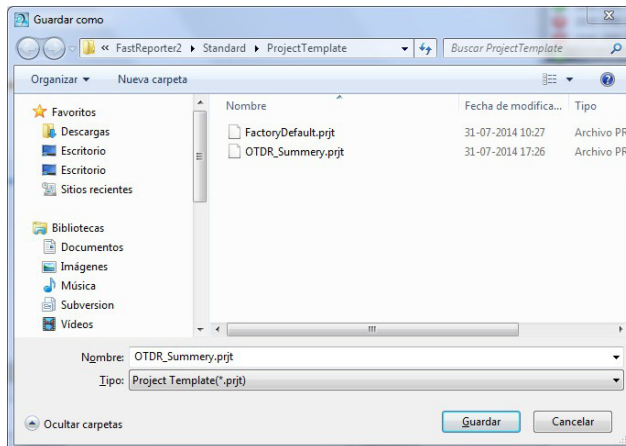 Guardar como
« FastReporter2 ▸ Standard ▸ ProjectTemplate
Buscar ProjectTemplate
Organizar
Nueva carpeta
Favoritos
Descargas
Escritorio
Escritorio
Sitios recientes
Bibliotecas
Documentos
Imágenes
Música
Subversion
Vídeos
Nombre Fecha de modifica... Tipo
FactoryDefault.prjt 31-07-2014 10:27 Archivo PR
OTDR_Summery.prjt 31-07-2014 17:26 Archivo PR
Nombre: OTDR_Summery.prjt
Tipo: Project Template(*.prjt)
Ocultar carpetas
Guardar
Cancelar